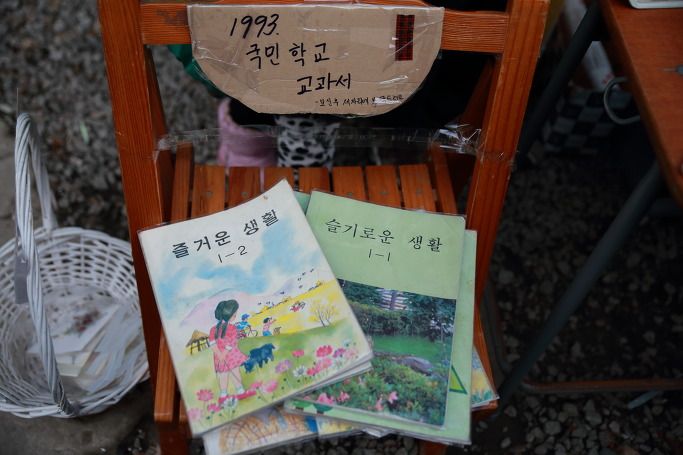 1993.
국민학교
교과서
즐거운 생활
1-2
슬기로운 생활
1-1